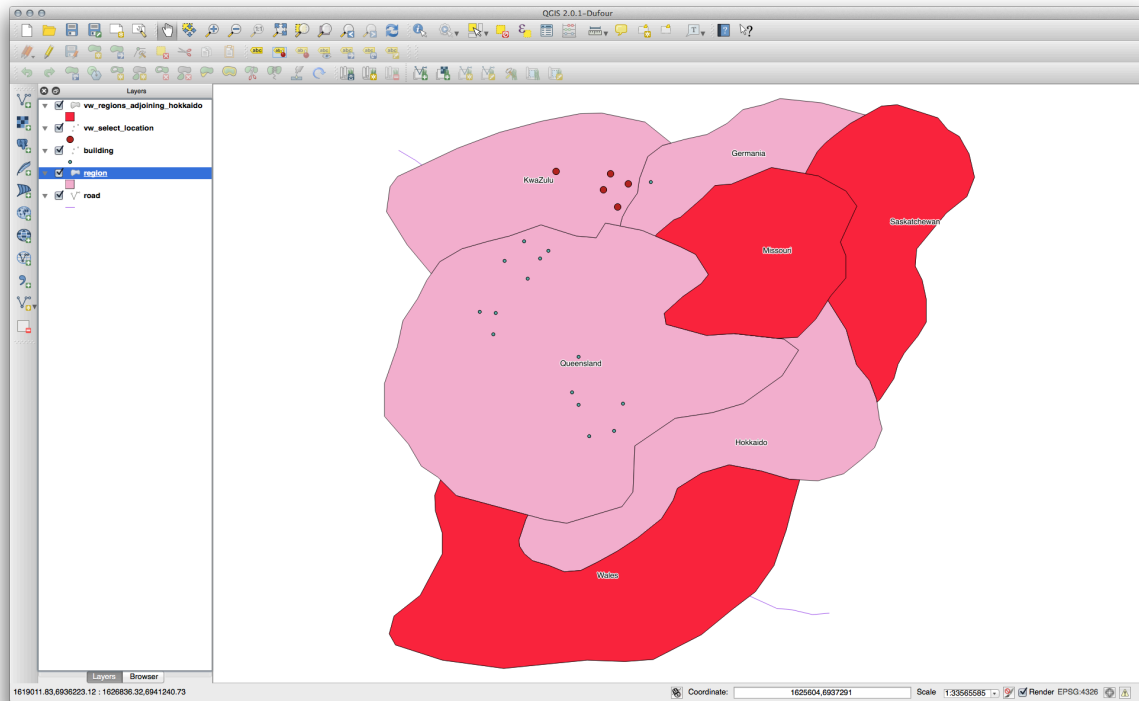 QGIS 2.0.1-Dufour
Layers
vw_regions_adjoining_hokkaido
vw_select_location
building
region
road
Germania
KwaZulu
Saskatchewan
Missouri
Queensland
Hokkaido
Wales
Layers Browser
1619011.83,6936223.12 : 1626836.32,6941240.73 Coordinate: 1625604,6937291 Scale 1:33565585 Render EPSG:4326